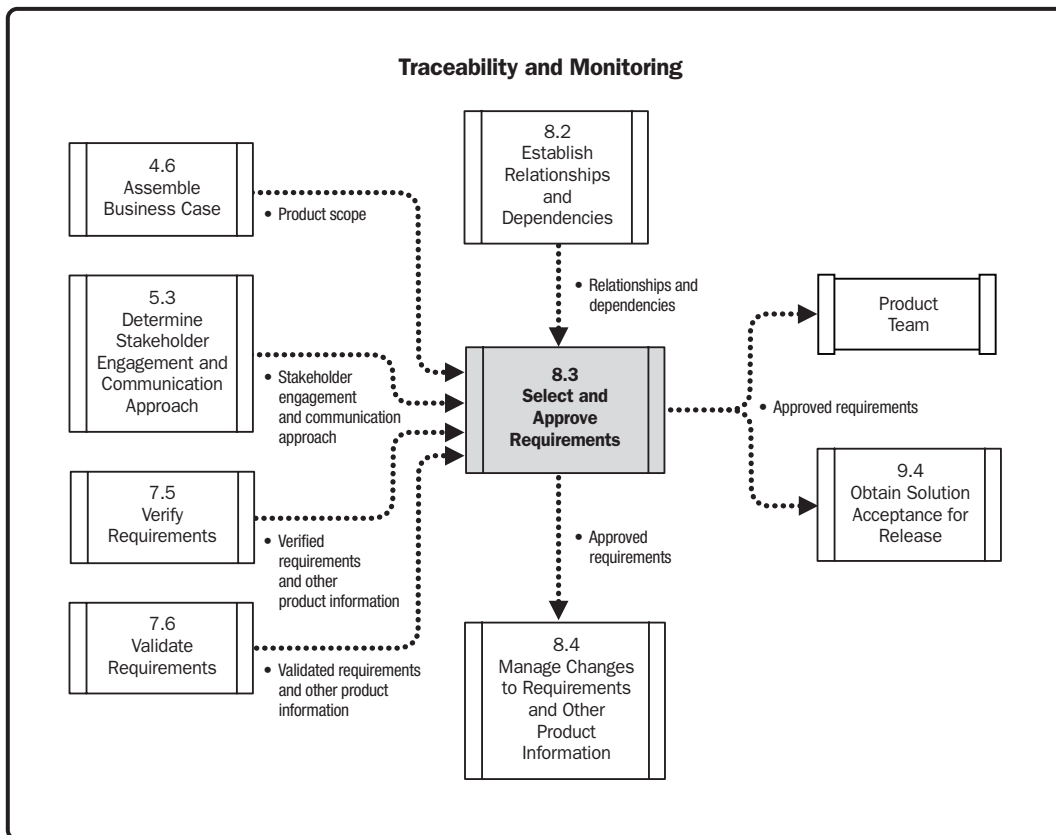 Traceability and Monitoring
4.6
Assemble
Business Case
• Product scope
8.2
Establish
Relationships
and
Dependencies
• Relationships and
dependencies
5.3
Determine
Stakeholder
Engagement and
Communication
Approach
• Stakeholder
engagement
and communication
approach
8.3
Select and
Approve
Requirements
Product
Team
• Approved requirements
7.5
Verify
Requirements
• Verified
requirements
and other
product information
9.4
Obtain Solution
Acceptance for
Release
• Approved
requirements
7.6
Validate
Requirements
• Validated requirements
and other product
information
8.4
Manage Changes
to Requirements
and Other
Product
Information